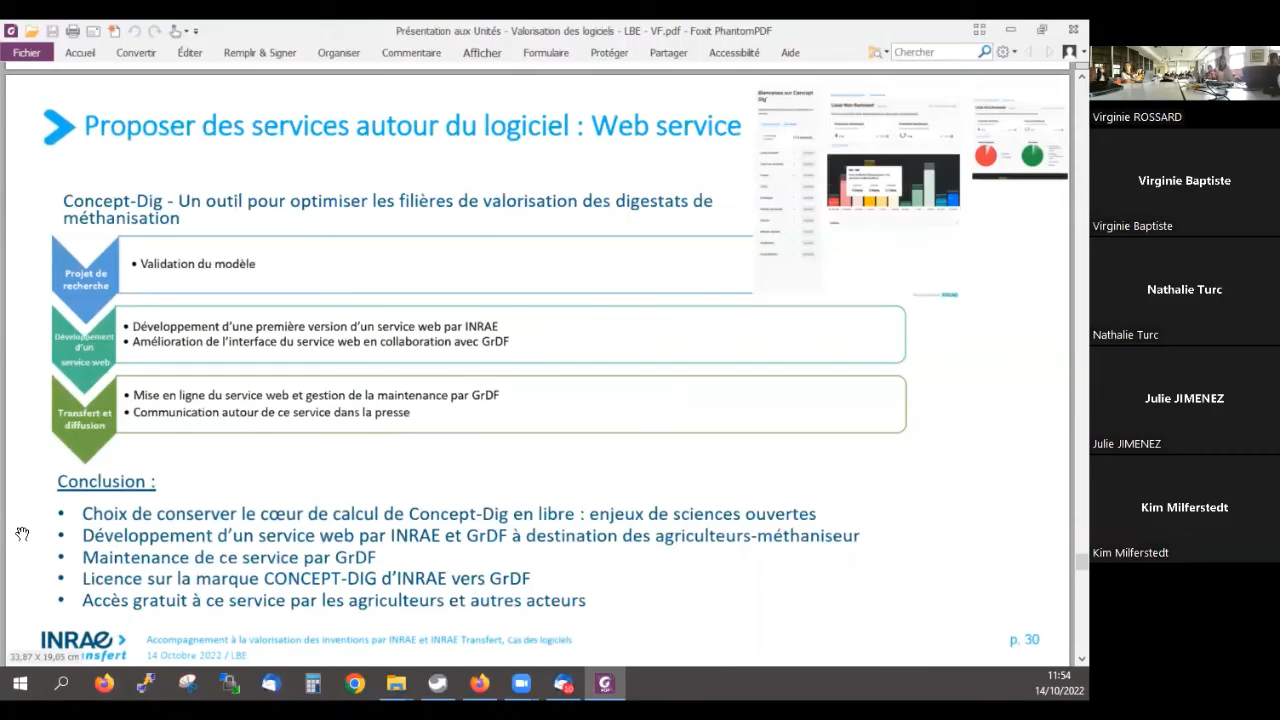 Présentation aux Unités - Valorisation des logiciels - LBE - VF.pdf - Foxit PhantomPDF
Fichier Accueil Convertir Éditer Remplir & Signer Organiser Commentaire Afficher Formulaire Protéger Partager Accessibilité Aide Chercher
Proposer des services autour du logiciel : Web service
Bienvenue sur Concept Dig'
Concept-Dig - Un outil pour optimiser les filières de valorisation des digestats de
méthanisation
Projet de
recherche
• Validation du modèle
INRAE
Développement
d'un
service web
• Développement d'une première version d'un service web par INRAE
• Amélioration de l'interface du service web en collaboration avec GrDF
Transfert et
diffusion
• Mise en ligne du service web et gestion de la maintenance par GrDF
• Communication autour de ce service dans la presse
Conclusion :
• Choix de conserver le cœur de calcul de Concept-Dig en libre : enjeux de sciences ouvertes
• Développement d'un service web par INRAE et GrDF à destination des agriculteurs-méthaniseur
• Maintenance de ce service par GrDF
• Licence sur la marque CONCEPT-DIG d'INRAE vers GrDF
• Accès gratuit à ce service par les agriculteurs et autres acteurs
INRAE
Accompagnement à la valorisation des inventions par INRAE et INRAE Transfert, Cas des logiciels
14 Octobre 2022 / LBE
p. 30
33,87 X 19,05 cm
11:54
14/10/2022
Virginie ROSSARD
Virginie Baptiste
Virginie Baptiste
Nathalie Turc
Nathalie Turc
Julie JIMENEZ
Julie JIMENEZ
Kim Milferstedt
Kim Milferstedt